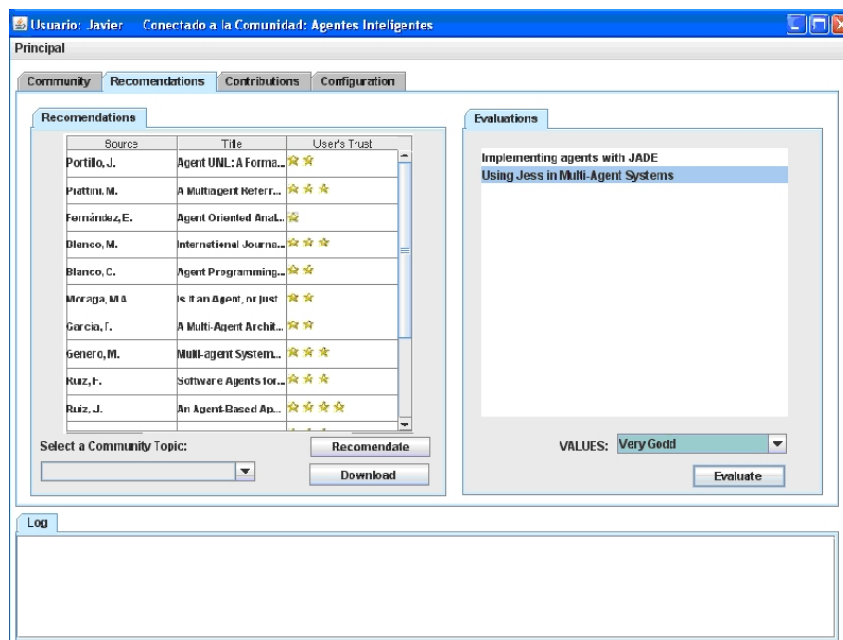 Usuario: Javier Conectado a la Comunidad: Agentes Inteligentes
Principal
Community Recomendations Contributions Configuration
Recomendations
Source Title User's Trust
Portillo, J. Agent UML: A Forma...
Piattini, M. A Multiagent Referr...
Fernández, E. Agent Oriented Anal...
Blanco, M. International Journa...
Blanco, C. Agent Programming...
Moraga, MA Is it an Agent, or just
García, F. A Multi-Agent Archit...
Genero, M. Multi-agent System...
Ruiz, F. Software Agents for...
Ruiz, J. An Agent-Based Ap...
Select a Community Topic:
Recomendate
Download
Evaluations
Implementing agents with JADE
Using Jess in Multi-Agent Systems
VALUES: Very Godd
Evaluate
Log